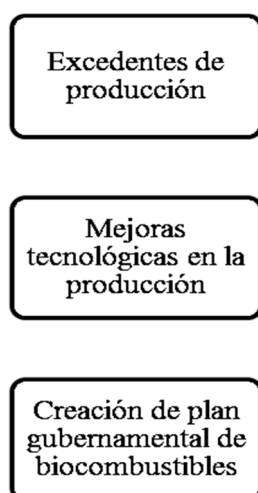 Excedentes de
producción
Mejoras
tecnológicas en la
producción
Creación de plan
gubernamental de
biocombustibles